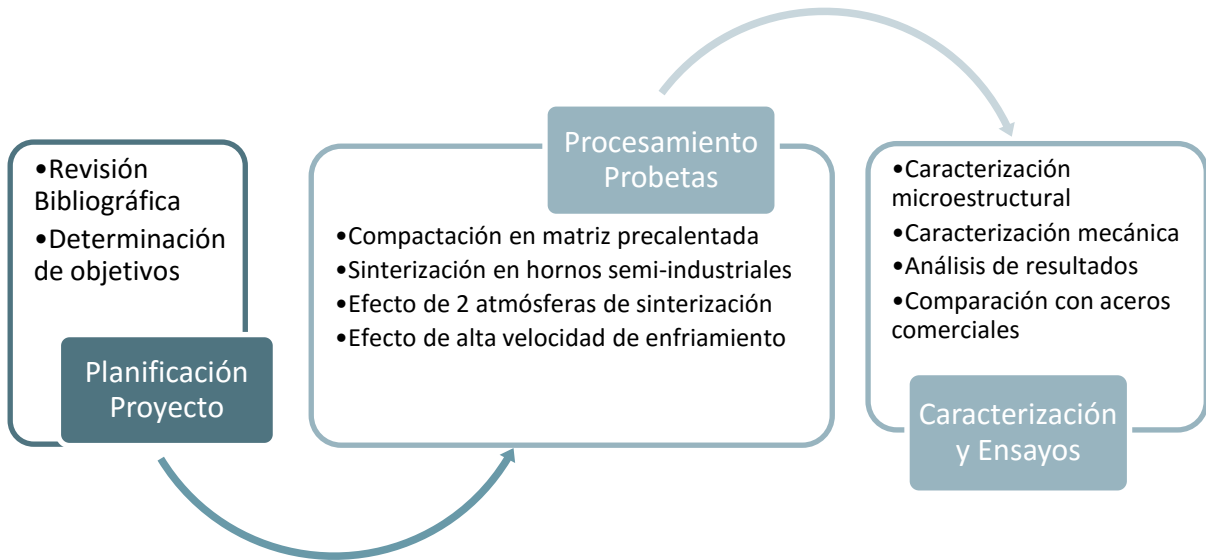 •Revisión
Bibliográfica
•Determinación
de objetivos
Planificación
Proyecto
Procesamiento
Probetas
•Compactación en matriz precalentada
•Sinterización en hornos semi-industriales
•Efecto de 2 atmósferas de sinterización
•Efecto de alta velocidad de enfriamiento
•Caracterización
microestructural
•Caracterización mecánica
•Análisis de resultados
•Comparación con aceros
comerciales
Caracterización
y Ensayos